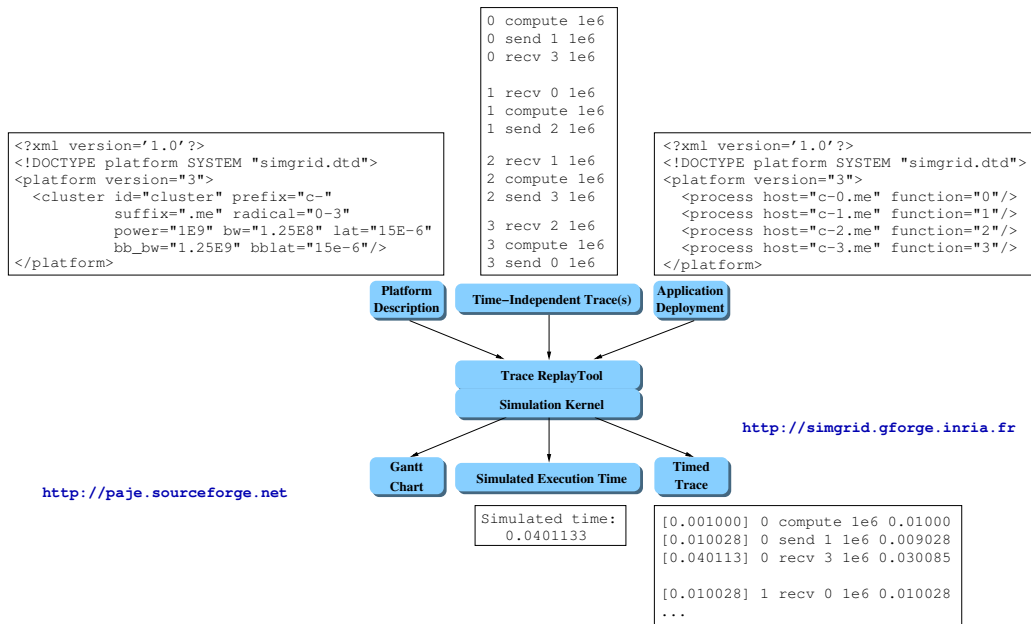 0 compute 1e6
0 send 1 1e6
0 recv 3 1e6
1 recv 0 1e6
1 compute 1e6
1 send 2 1e6
2 recv 1 1e6
2 compute 1e6
2 send 3 1e6
3 recv 2 1e6
3 compute 1e6
3 send 0 1e6
<?xml version='1.0'?>
<!DOCTYPE platform SYSTEM "simgrid.dtd">
<platform version="3">
<cluster id="cluster" prefix="c-"
suffix=".me" radical="0-3"
power="1E9" bw="1.25E8" lat="15E-6"
bb_bw="1.25E9" bblat="15e-6"/>
</platform>
<?xml version='1.0'?>
<!DOCTYPE platform SYSTEM "simgrid.dtd">
<platform version="3">
<process host="c-0.me" function="0"/>
<process host="c-1.me" function="1"/>
<process host="c-2.me" function="2"/>
<process host="c-3.me" function="3"/>
</platform>
Platform
Description
Time−Independent Trace(s)
Application
Deployment
Trace ReplayTool
Simulation Kernel
http://simgrid.gforge.inria.fr
Gantt
Chart
Simulated Execution Time
Timed
Trace
http://paje.sourceforge.net
Simulated time:
0.0401133
[0.001000] 0 compute 1e6 0.01000
[0.010028] 0 send 1 1e6 0.009028
[0.040113] 0 recv 3 1e6 0.030085
[0.010028] 1 recv 0 1e6 0.010028
...